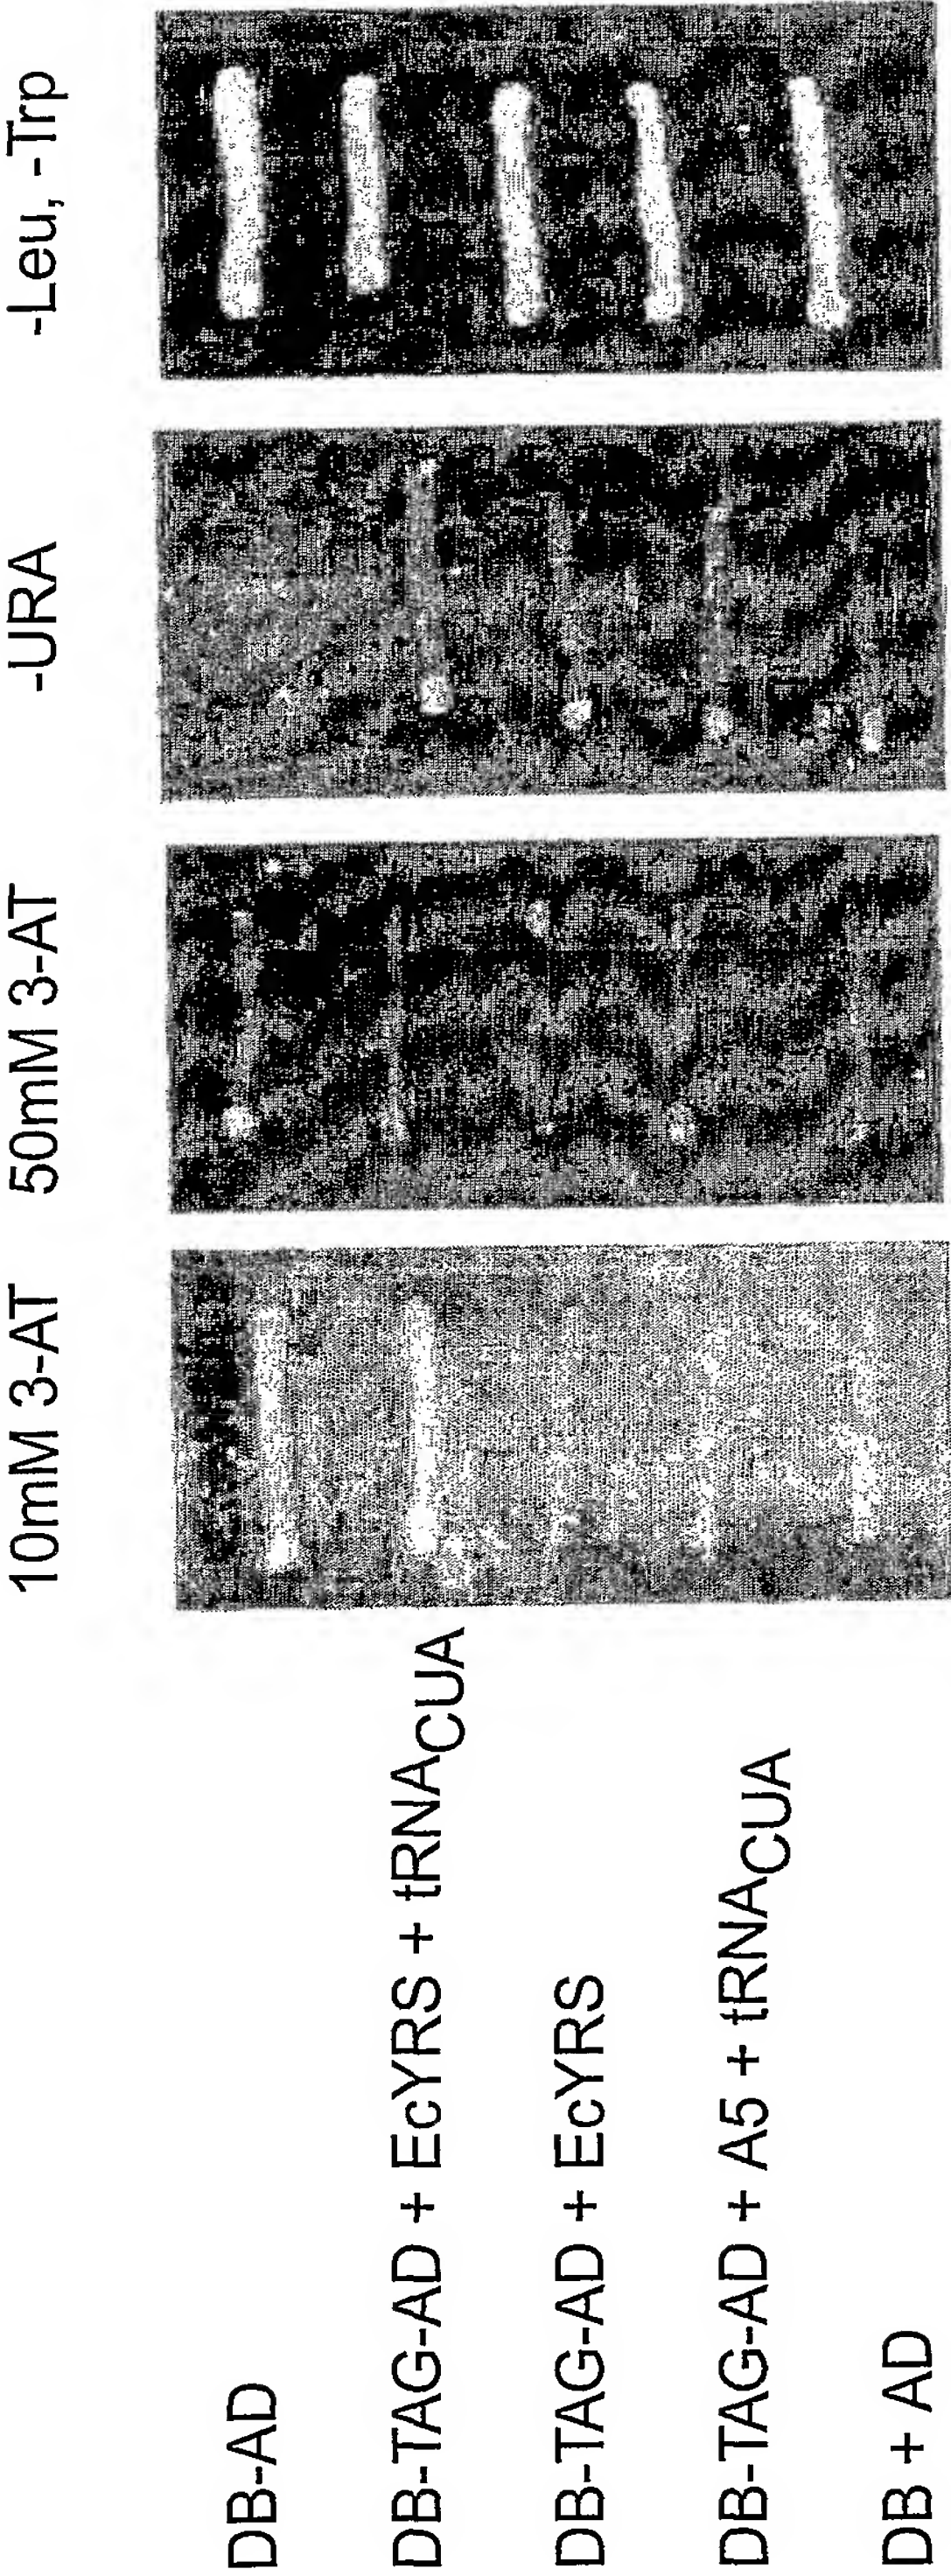 -Leu, -Trp
-URA
50mM 3-AT
10mM 3-AT
DB-AD
DB-TAG-AD + EcYRS + tRNACUA
DB-TAG-AD + EcYRS
DB-TAG-AD + A5 + tRNACUA
DB + AD